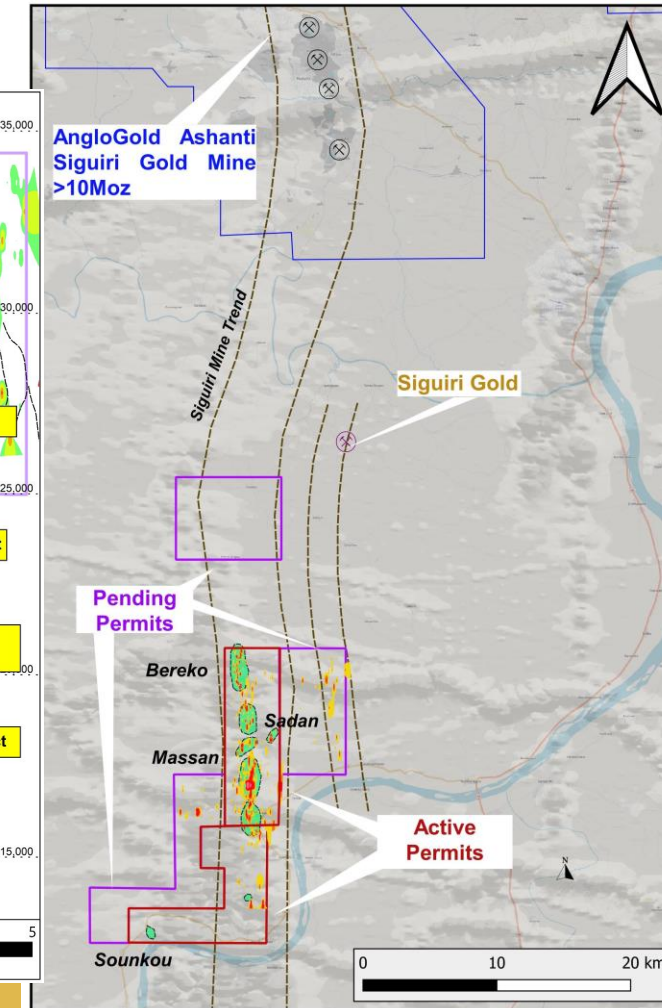 AngloGold Ashanti
Siguiri Gold Mine
>10Moz
35,000
30,000
Siguiri Mine Trend
Siguiri Gold
25,000
Pending
Permits
Bereko
Sadan
Massan
Active
Permits
15,000
N
Sounkou
5
0 10 20 km